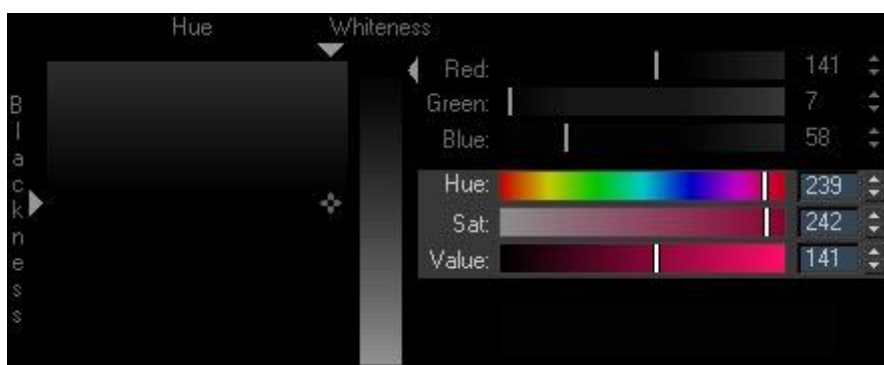 Hue Whiteness
Blackness
Red: 141
Green: 7
Blue: 58
Hue: 239
Sat: 242
Value: 141